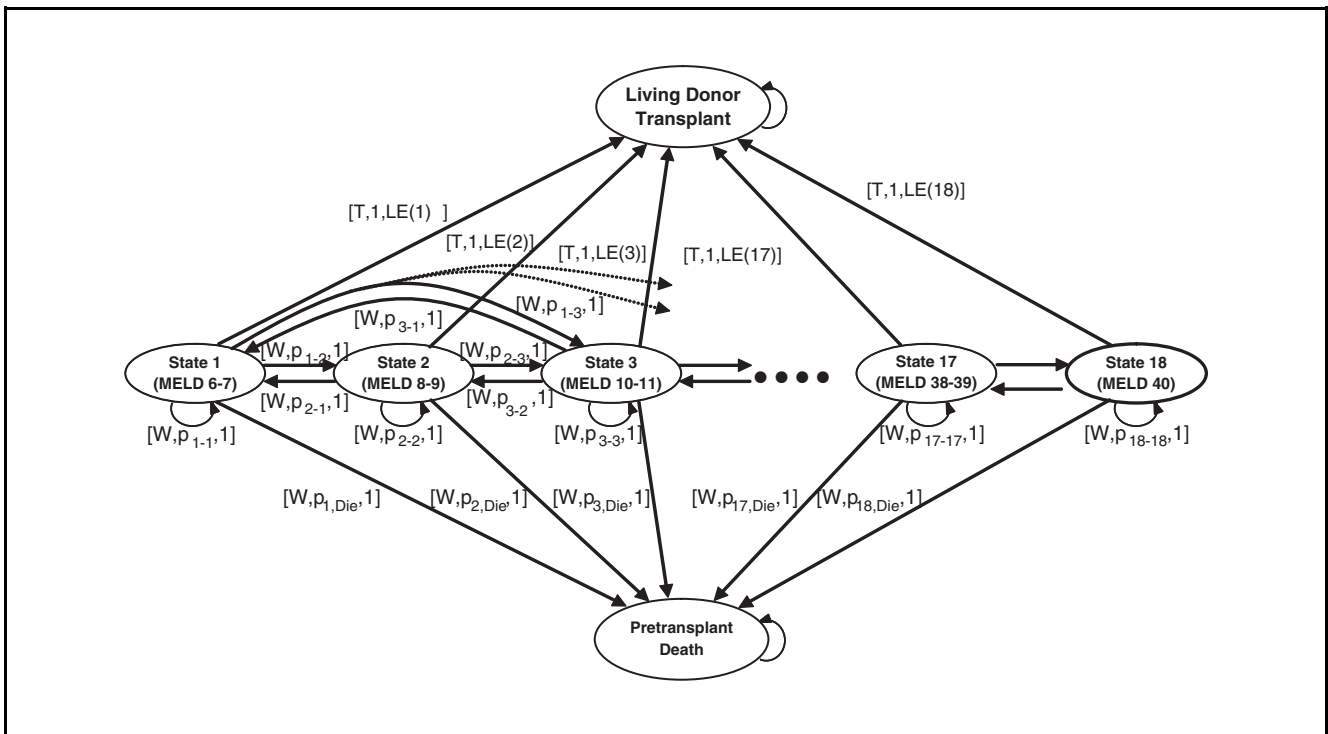 Living Donor
Transplant
[T,1,LE(1) ]
[T,1,LE(2)]
[T,1,LE(3)]
[T,1,LE(17)]
[T,1,LE(18)]
[W,p1-3,1]
[W,p3-1,1]
[W,p1-2,1]
[W,p2-3,1]
State 1
(MELD 6-7)
State 2
(MELD 8-9)
State 3
(MELD 10-11)
State 17
(MELD 38-39)
State 18
(MELD 40)
[W,p2-1,1]
[W,p3-2,1]
[W,p1-1,1]
[W,p2-2,1]
[W,p3-3,1]
[W,p17-17,1]
[W,p18-18,1]
[W,p1,Die,1]
[W,p2,Die,1]
[W,p3,Die,1]
[W,p17,Die,1]
[W,p18,Die,1]
Pretransplant
Death